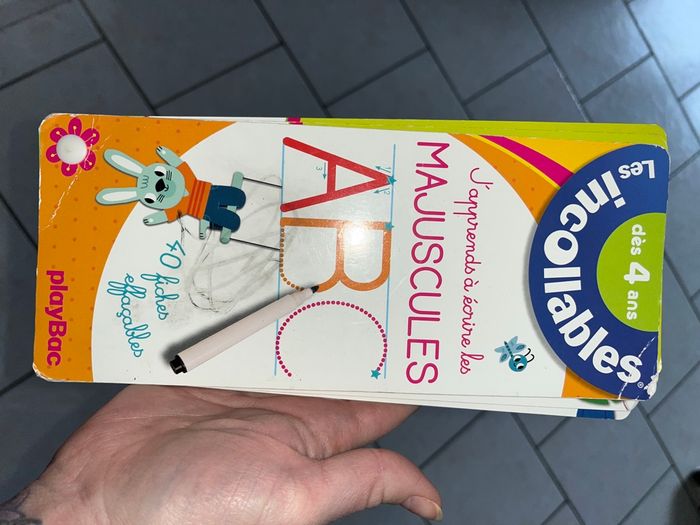 Les
incollables®
dès 4 ans
J'apprends à écrire les
MAJUSCULES
ABC
40 fiches
effaçables
playBac